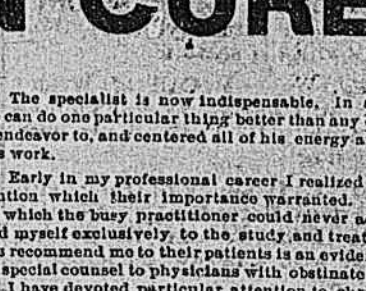 CURE
The specialist is now indispensable. In
can do one particular thing better than any
endeavor to, and centered all of his energy a
s work.
Early in my professional career I realized
ntion which their importance warranted.
which the busy practitioner could never a
d myself exclusively, to the study and treat
s recommend me to their patients is an eviden
special counsel to physicians with obstinate
I have devoted particular attention to